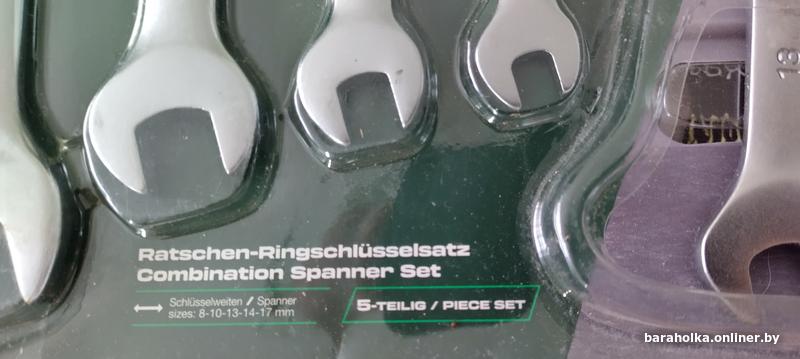 18
Ratschen-Ringschlüsselsatz
Combination Spanner Set
Schlüsselweiten / Spanner
sizes: 8-10-13-14-17 mm
5-TEILIG / PIECE SET
baraholka.onliner.by